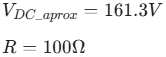 V_{DC\_aprox} = 161.3V
R = 100Ω